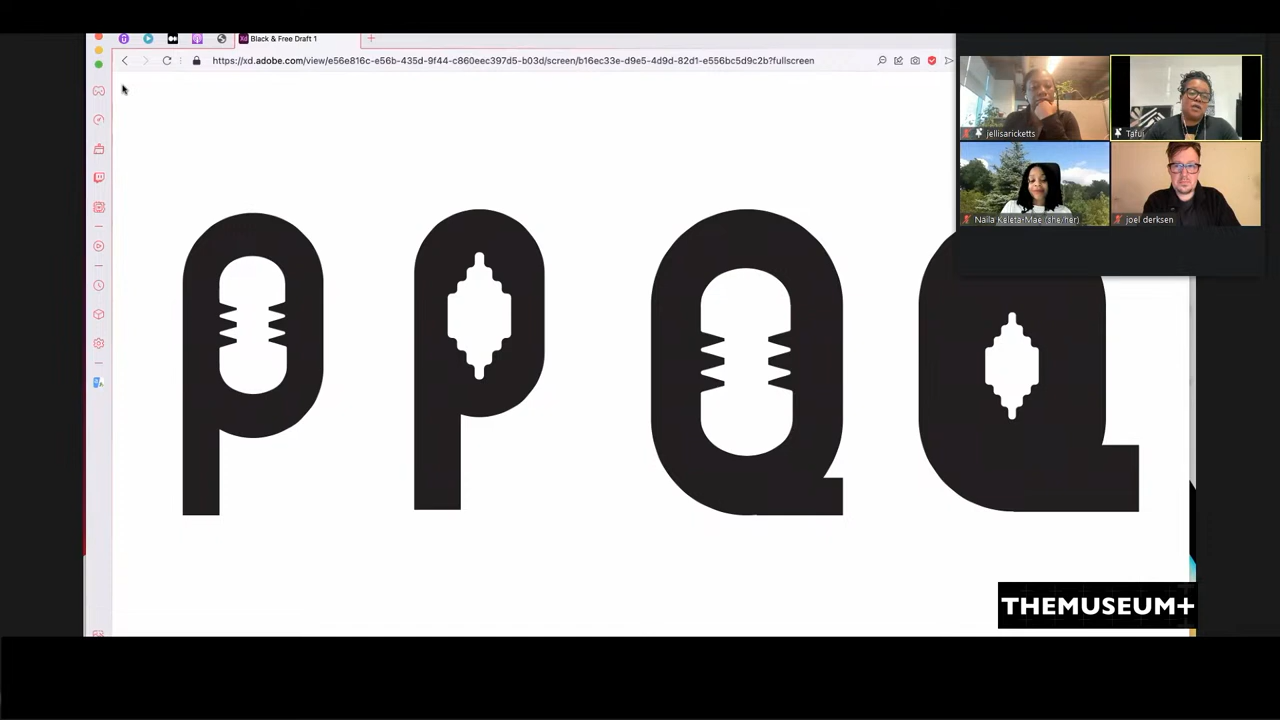 Xd Black & Free Draft 1
https://xd.adobe.com/view/e56e816c-e56b-435d-9f44-c860eec397d5-b03d/screen/b16ec33e-d9e5-4d9d-82d1-e556bc5d9c2b?fullscreen
jellisaricketts
Tafui
Naila Keleta-Mae (she/her)
joel derksen
P P Q Q
THEMUSEUM+